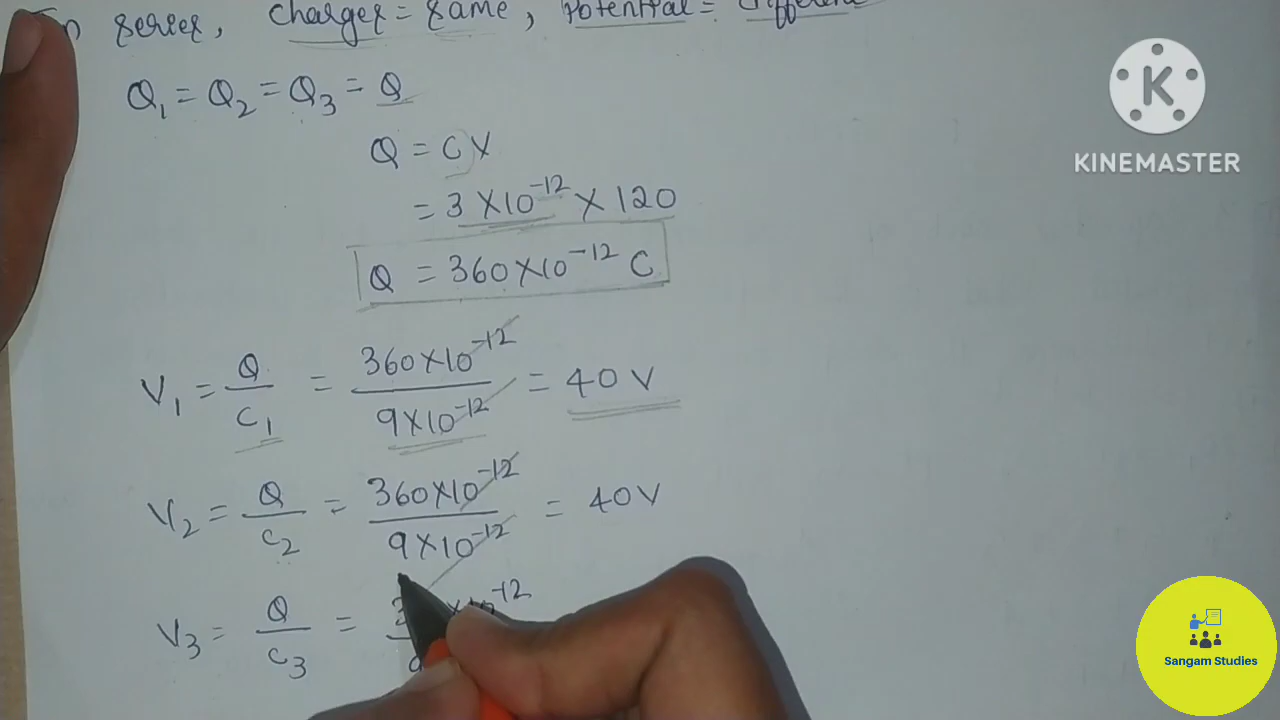 In series, Charges = same, Potential = different
Q₁ = Q₂ = Q₃ = Q
Q = CV
= 3 × 10⁻¹² × 120
Q = 360 × 10⁻¹² C
V₁ = Q/C₁ = 360×10⁻¹²/9×10⁻¹² = 40 V
V₂ = Q/C₂ = 360×10⁻¹²/9×10⁻¹² = 40 V
V₃ = Q/C₃ =
KINEMASTER
Sangam Studies